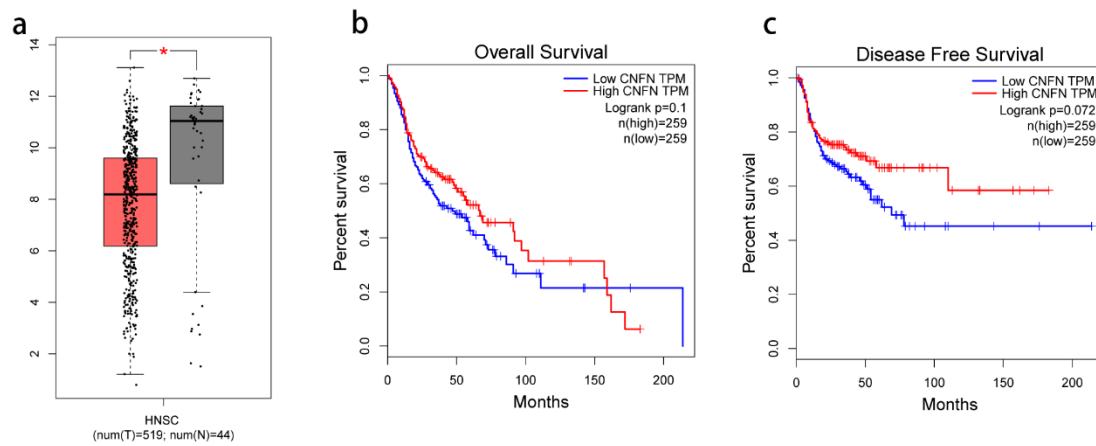 a
*
14
12
10
8
6
4
2
HNSC
(num(T)=519; num(N)=44)
b
Overall Survival
Low CNFN TPM
High CNFN TPM
Logrank p=0.1
n(high)=259
n(low)=259
Percent survival
1.0
0.8
0.6
0.4
0.2
0.0
0 50 100 150 200
Months
c
Disease Free Survival
Low CNFN TPM
High CNFN TPM
Logrank p=0.072
n(high)=259
n(low)=259
Percent survival
1.0
0.8
0.6
0.4
0.2
0.0
0 50 100 150 200
Months